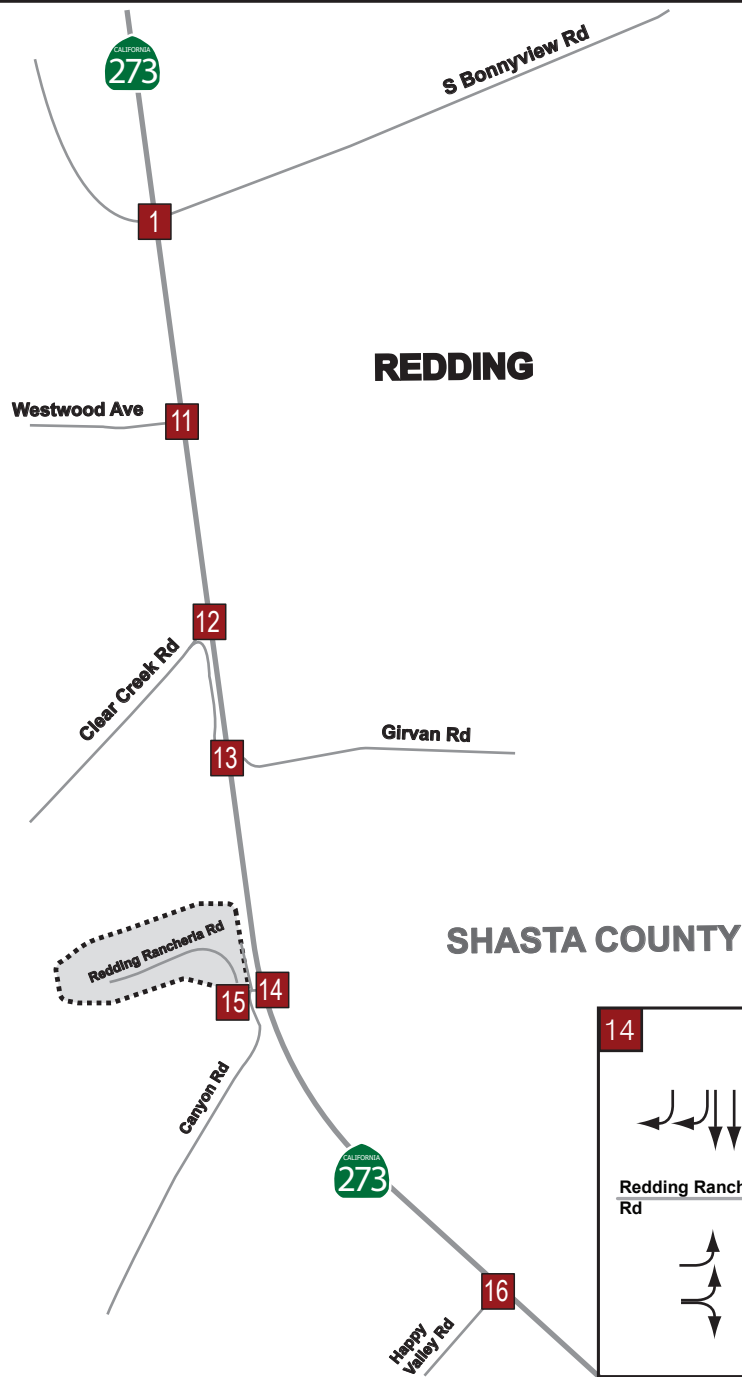 CALIFORNIA
273
S Bonnyview Rd
1
REDDING
Westwood Ave
11
12
Clear Creek Rd
Girvan Rd
13
Redding Rancheria Rd
SHASTA COUNTY
14
15
14
Canyon Rd
CALIFORNIA
273
Redding Ranch
Rd
16
Happy
Valley Rd